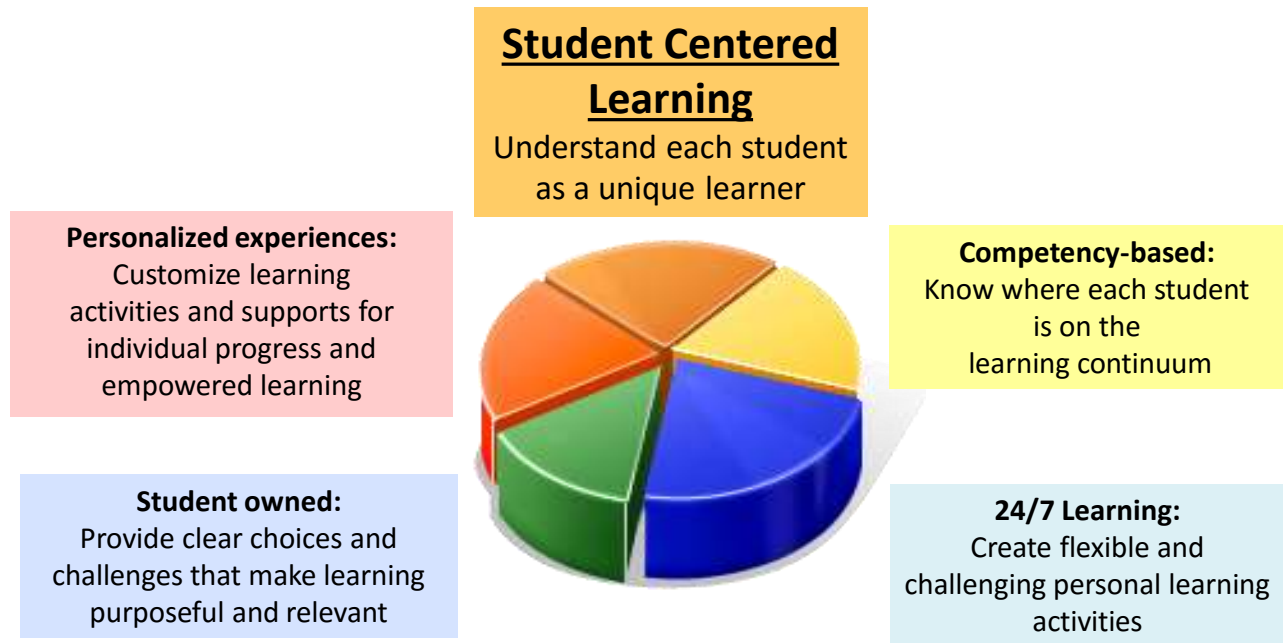 Student Centered
Learning
Understand each student
as a unique learner
Personalized experiences:
Customize learning
activities and supports for
individual progress and
empowered learning
Competency-based:
Know where each student
is on the
learning continuum
Student owned:
Provide clear choices and
challenges that make learning
purposeful and relevant
24/7 Learning:
Create flexible and
challenging personal learning
activities